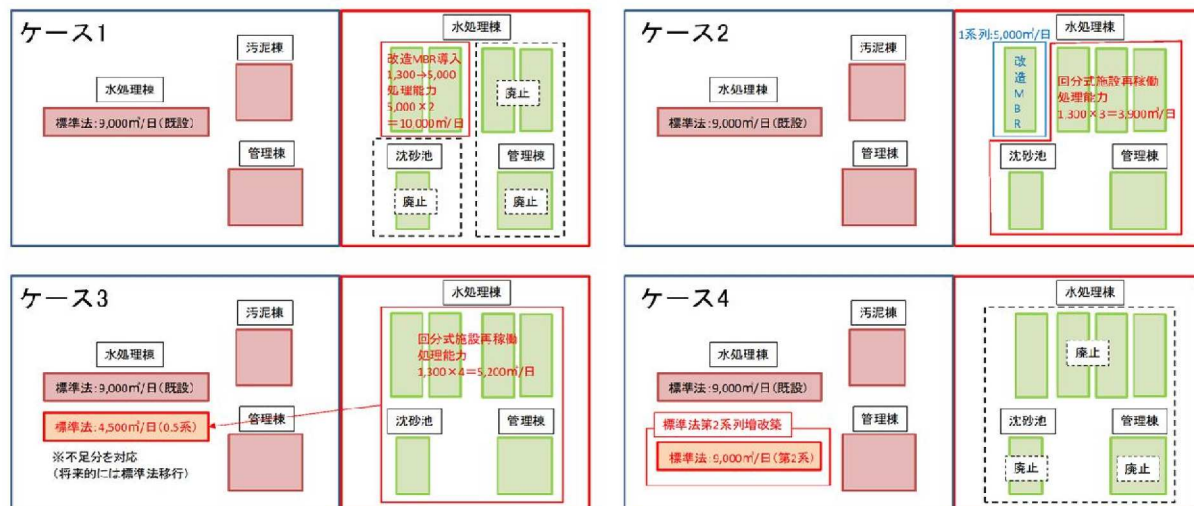 ケース1
汚泥棟
水処理棟
標準法:9,000㎥/日(既設)
管理棟
水処理棟
改造MBR導入
1,300→5,000
処理能力
5,000×2
=10,000㎥/日
廃止
沈砂池
廃止
管理棟
廃止
ケース2
汚泥棟
水処理棟
標準法:9,000㎥/日(既設)
管理棟
水処理棟
1系列:5,000㎥/日
改造MBR
回分式施設再稼働
処理能力
1,300×3=3,900㎥/日
沈砂池
管理棟
ケース3
汚泥棟
水処理棟
標準法:9,000㎥/日(既設)
標準法:4,500㎥/日(0.5系)
※不足分を対応
(将来的には標準法移行)
管理棟
水処理棟
回分式施設再稼働
処理能力
1,300×4=5,200㎥/日
沈砂池
管理棟
ケース4
汚泥棟
水処理棟
標準法:9,000㎥/日(既設)
標準法第2系列増改築
標準法:9,000㎥/日(第2系)
管理棟
水処理棟
廃止
沈砂池
廃止
管理棟
廃止